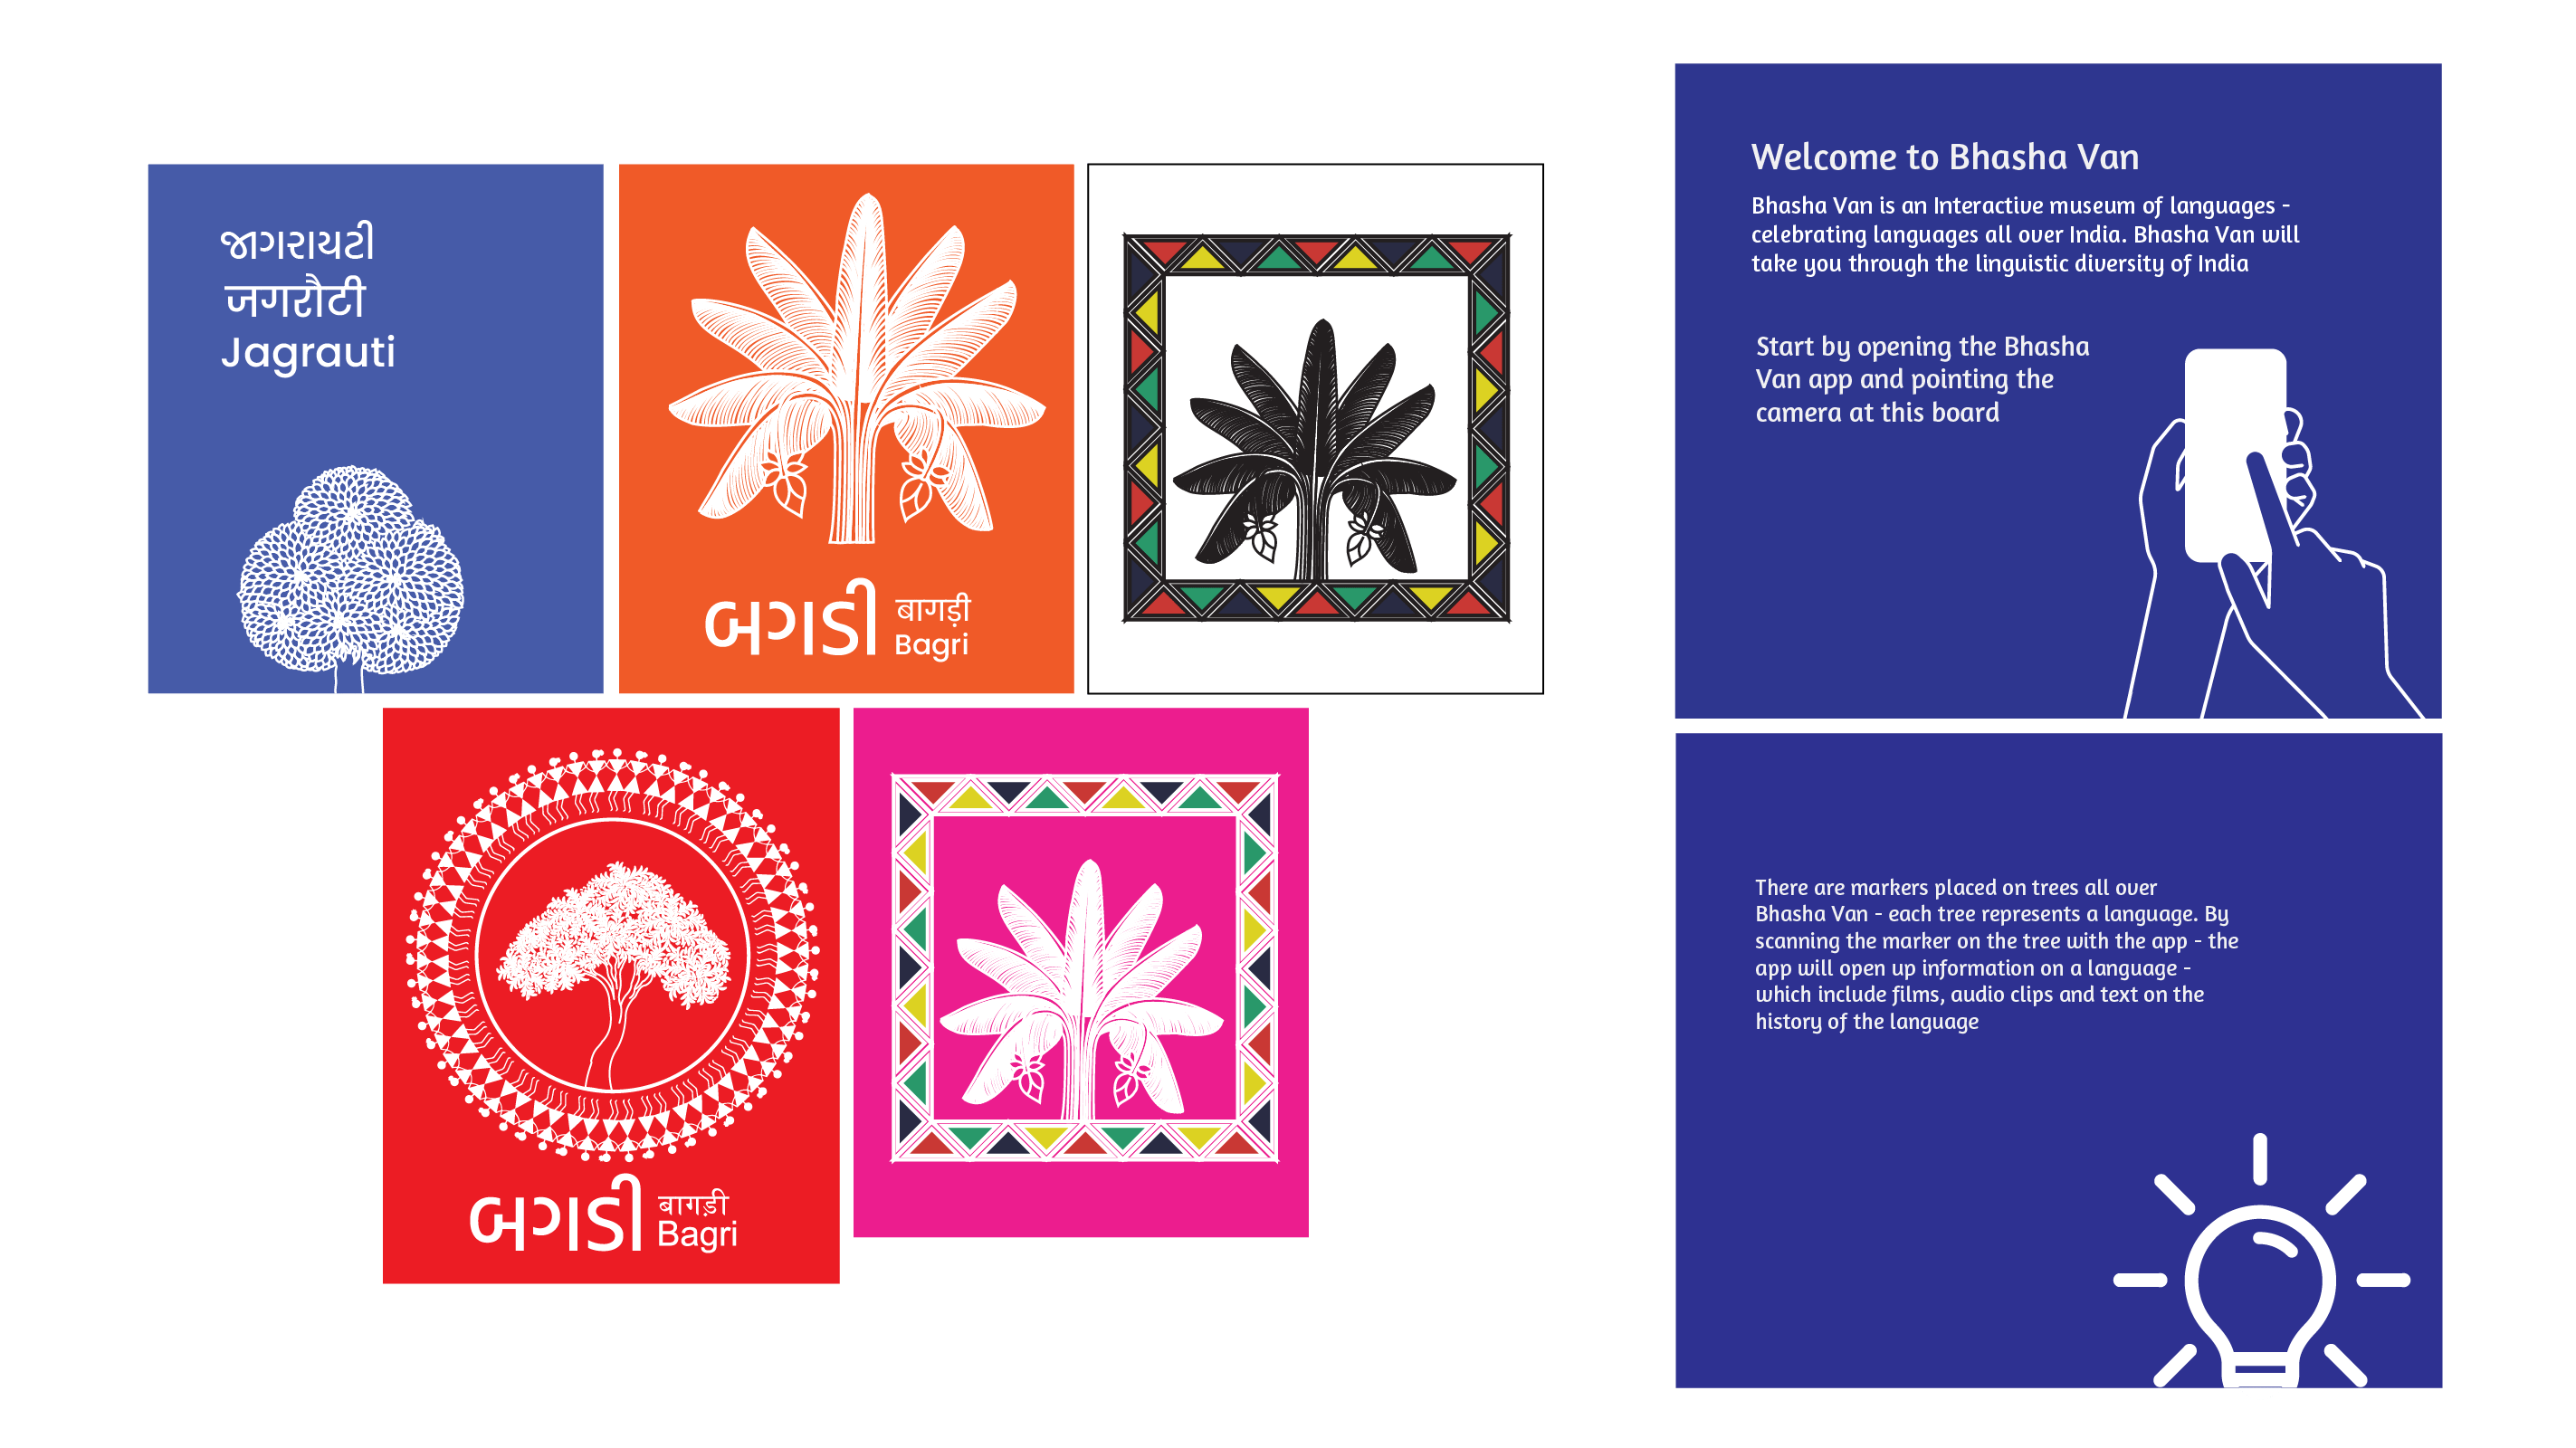 જાગરાયટી
जगरौटी
Jagrauti
બગડી
बागड़ी
Bagri
બગડી
बागड़ी
Bagri
Welcome to Bhasha Van
Bhasha Van is an Interactive museum of languages -
celebrating languages all over India. Bhasha Van will
take you through the linguistic diversity of India
Start by opening the Bhasha
Van app and pointing the
camera at this board
There are markers placed on trees all over
Bhasha Van - each tree represents a language. By
scanning the marker on the tree with the app - the
app will open up information on a language -
which include films, audio clips and text on the
history of the language